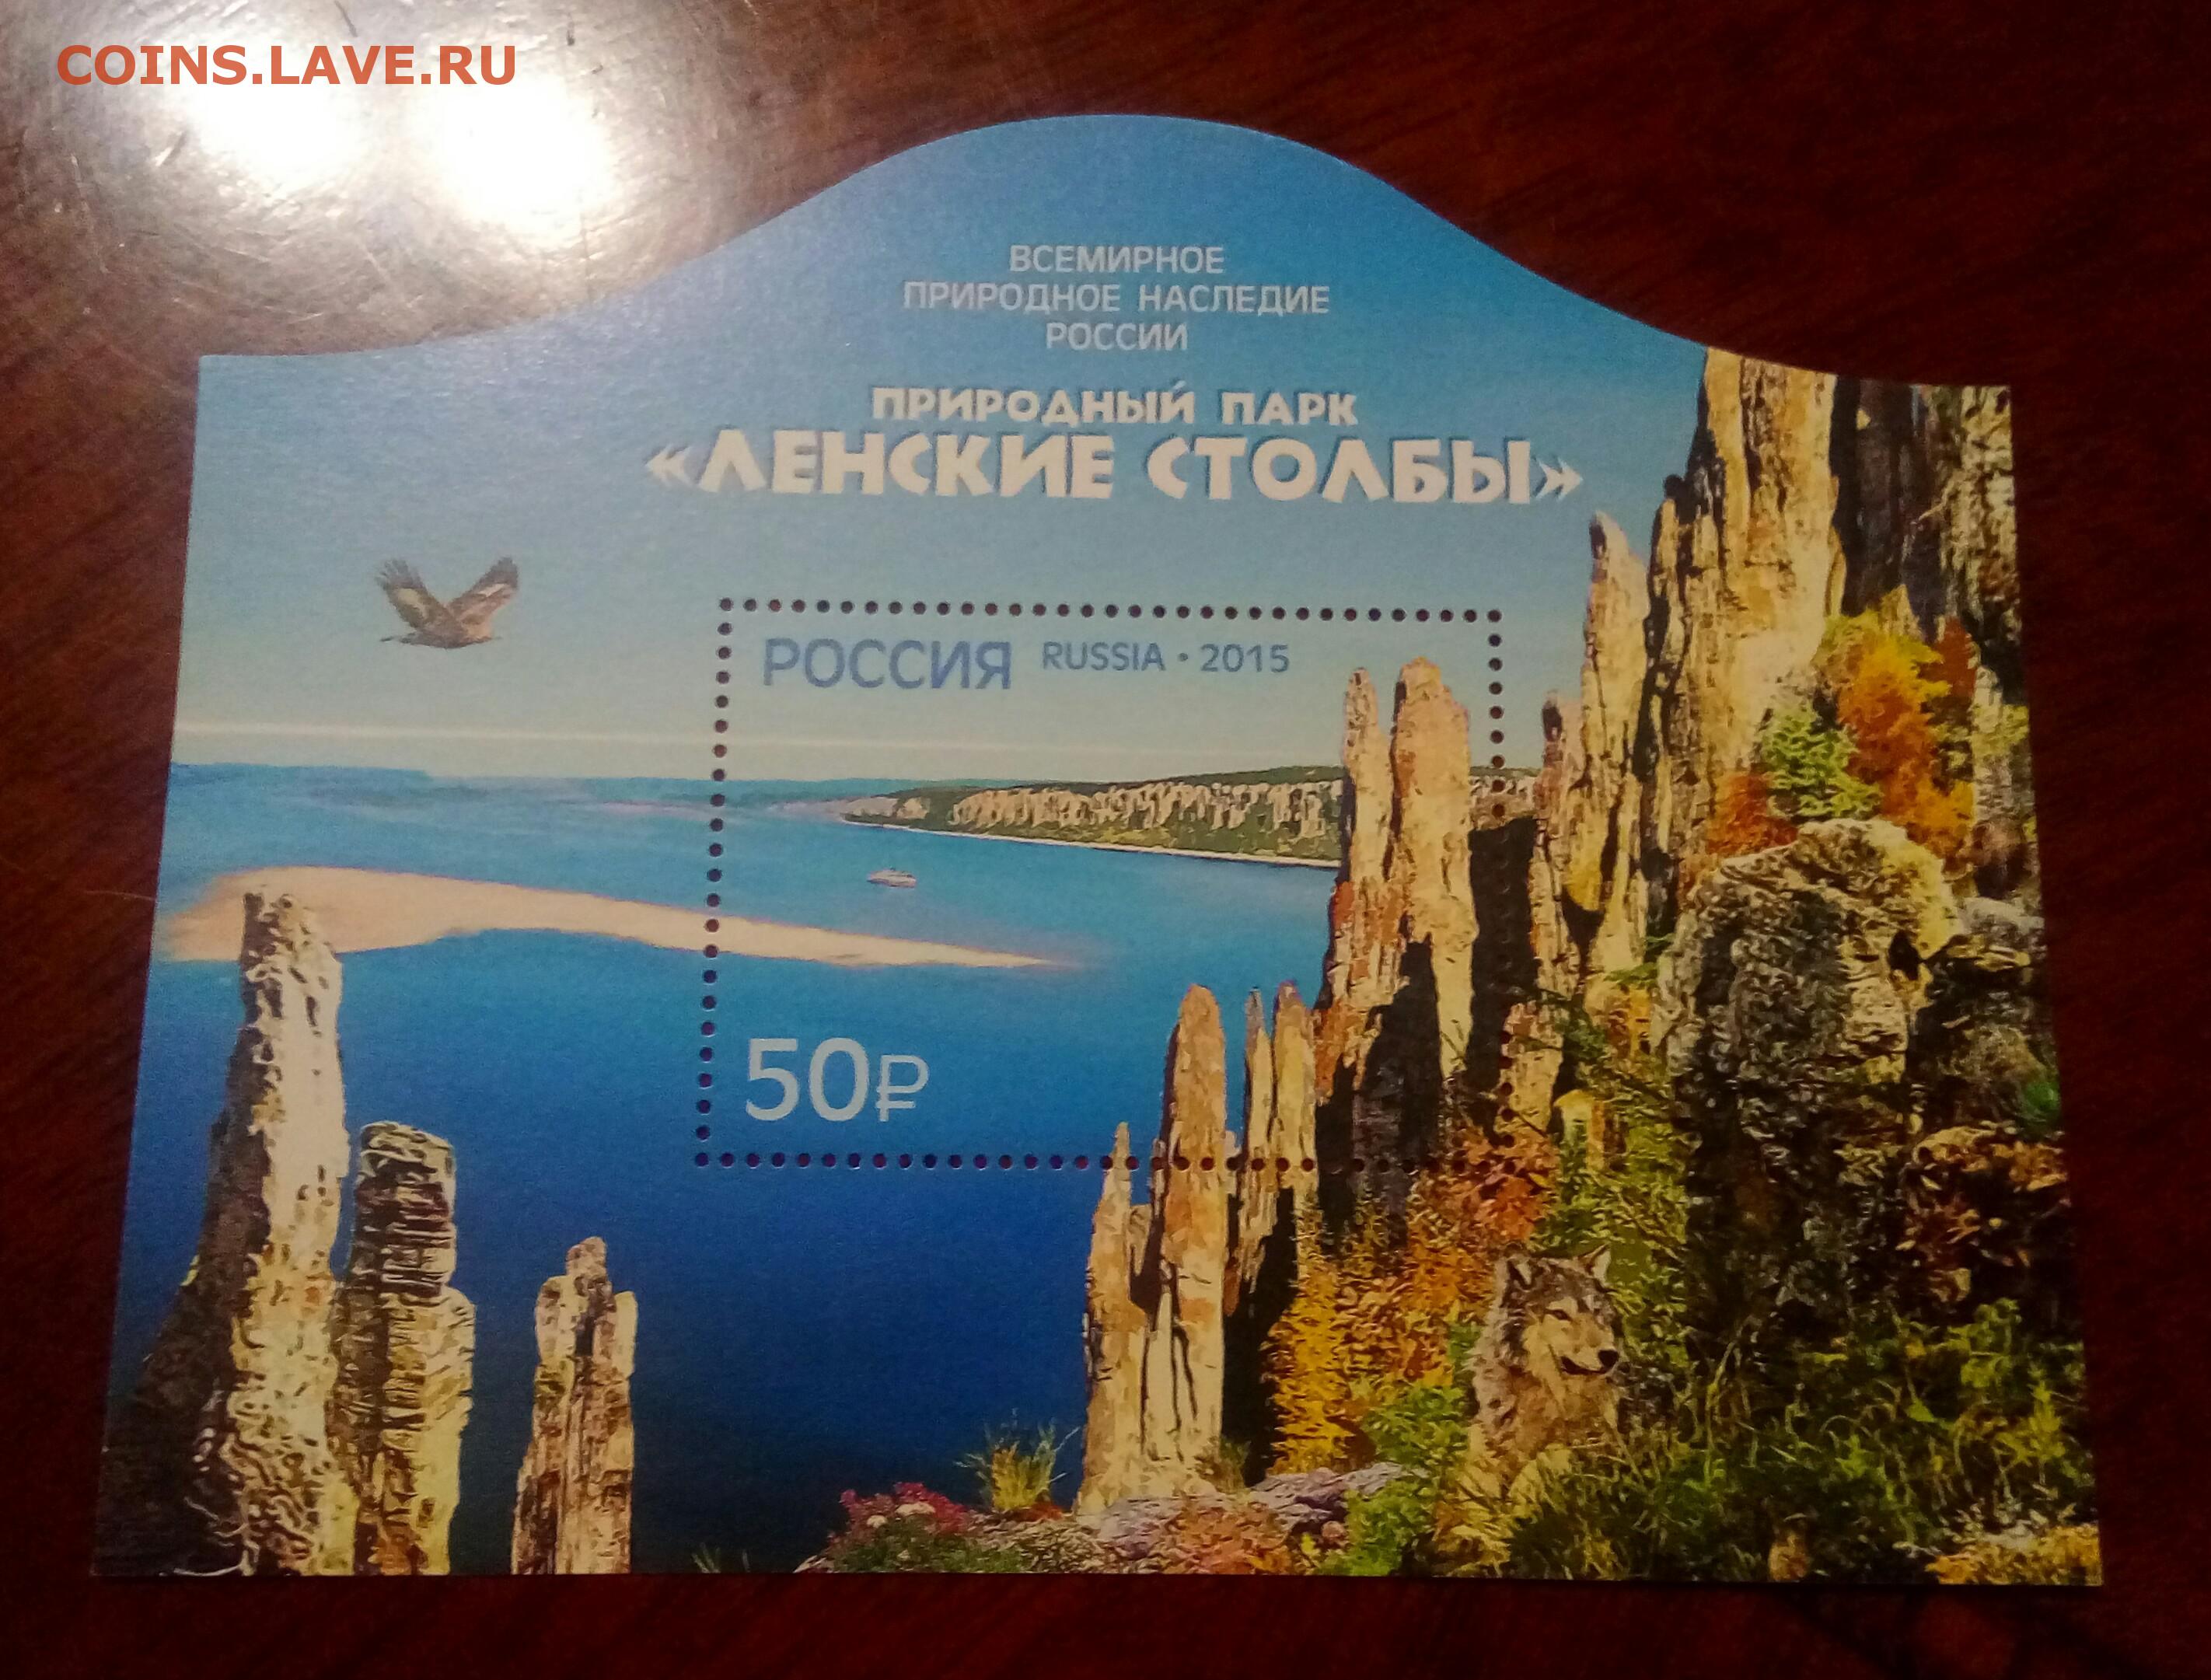 COINS.LAVE.RU
ВСЕМИРНОЕ
ПРИРОДНОЕ НАСЛЕДИЕ
РОССИИ
ПРИРОДНЫЙ ПАРК
«ЛЕНСКИЕ СТОЛБЫ»
РОССИЯ RUSSIA • 2015
50₽